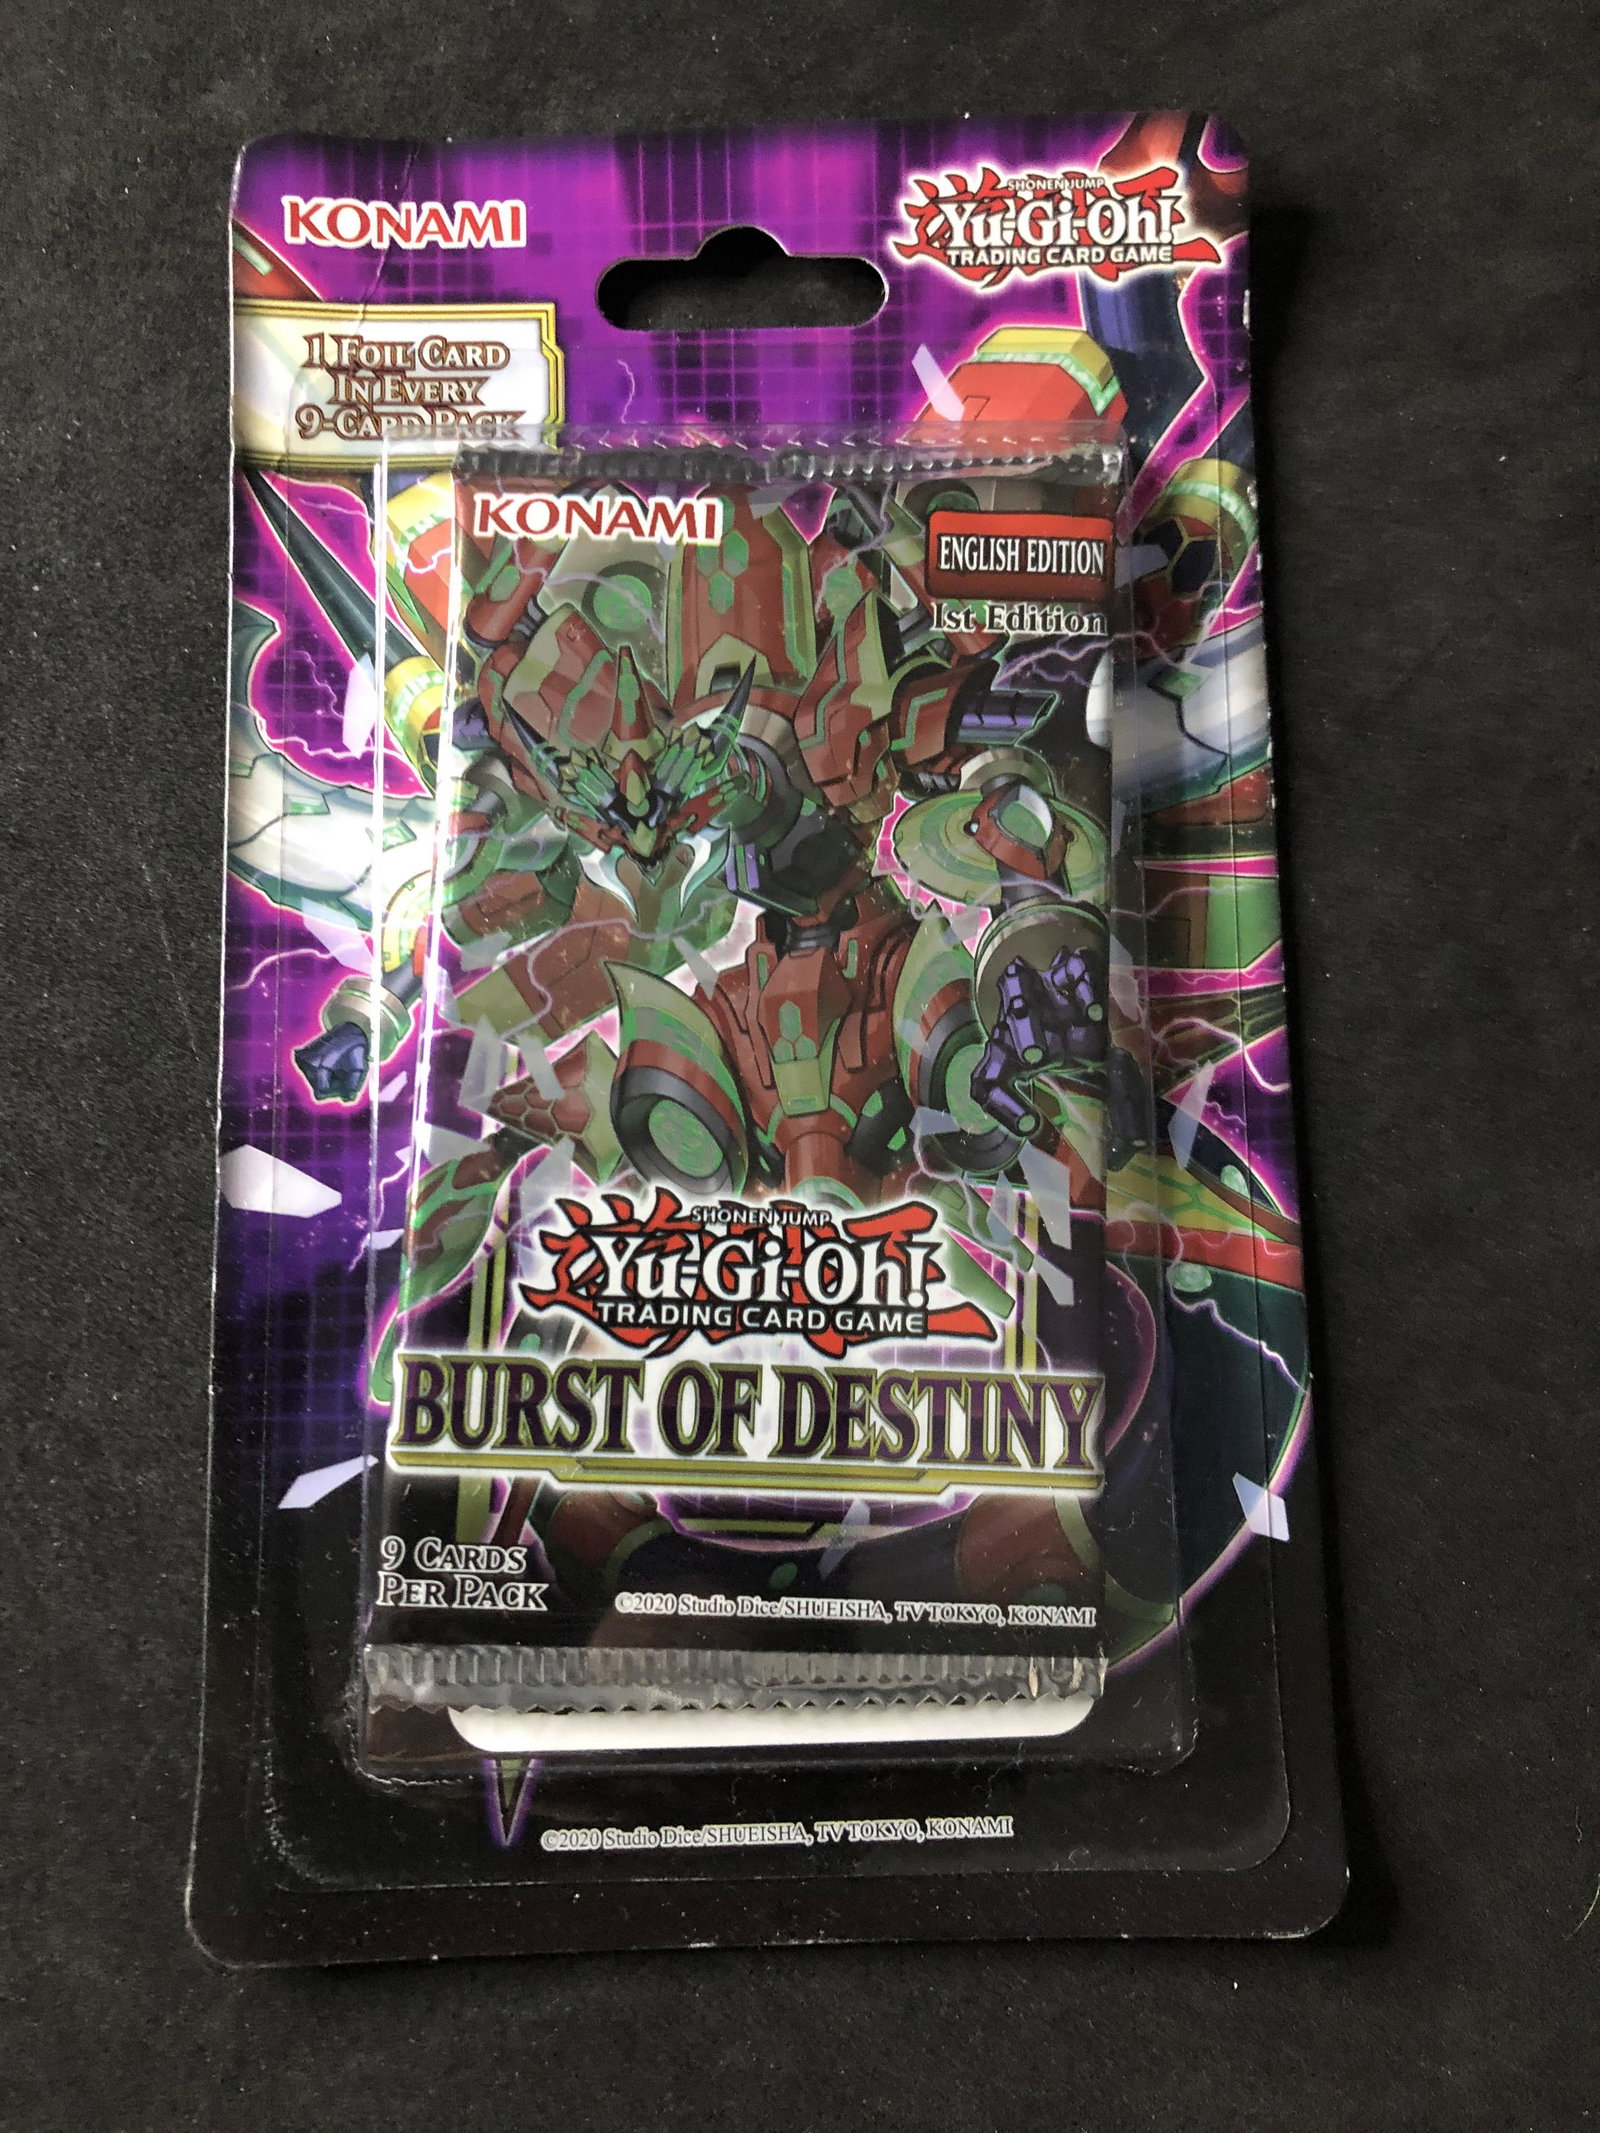 KONAMI
SHONEN JUMP
Yu-Gi-Oh!
TRADING CARD GAME
1 FOIL CARD
IN EVERY
9-CARD PACK
KONAMI
ENGLISH EDITION
1st Edition
SHONEN JUMP
Yu-Gi-Oh!
TRADING CARD GAME
BURST OF DESTINY
9 CARDS
PER PACK
©2020 Studio Dice/SHUEISHA, TV TOKYO, KONAMI
©2020 Studio Dice/SHUEISHA, TV TOKYO, KONAMI